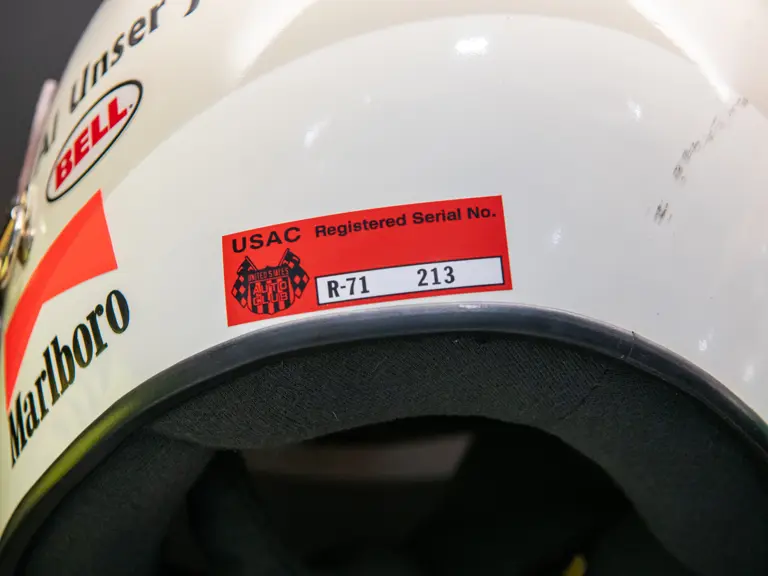 Al Unser J
BELL
Marlboro
USAC Registered Serial No.
UNITED STATES
AUTO
CLUB
R-71 213